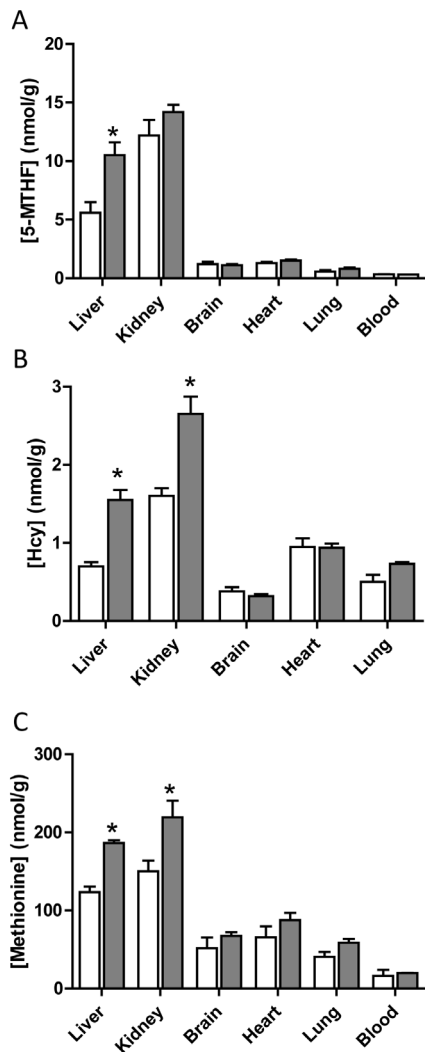 A
20
15
10
5
0
[5-MTHF] (nmol/g)
*
Liver
Kidney
Brain
Heart
Lung
Blood
B
3
2
1
0
[Hcy] (nmol/g)
*
*
Liver
Kidney
Brain
Heart
Lung
C
300
200
100
0
[Methionine] (nmol/g)
*
*
Liver
Kidney
Brain
Heart
Lung
Blood